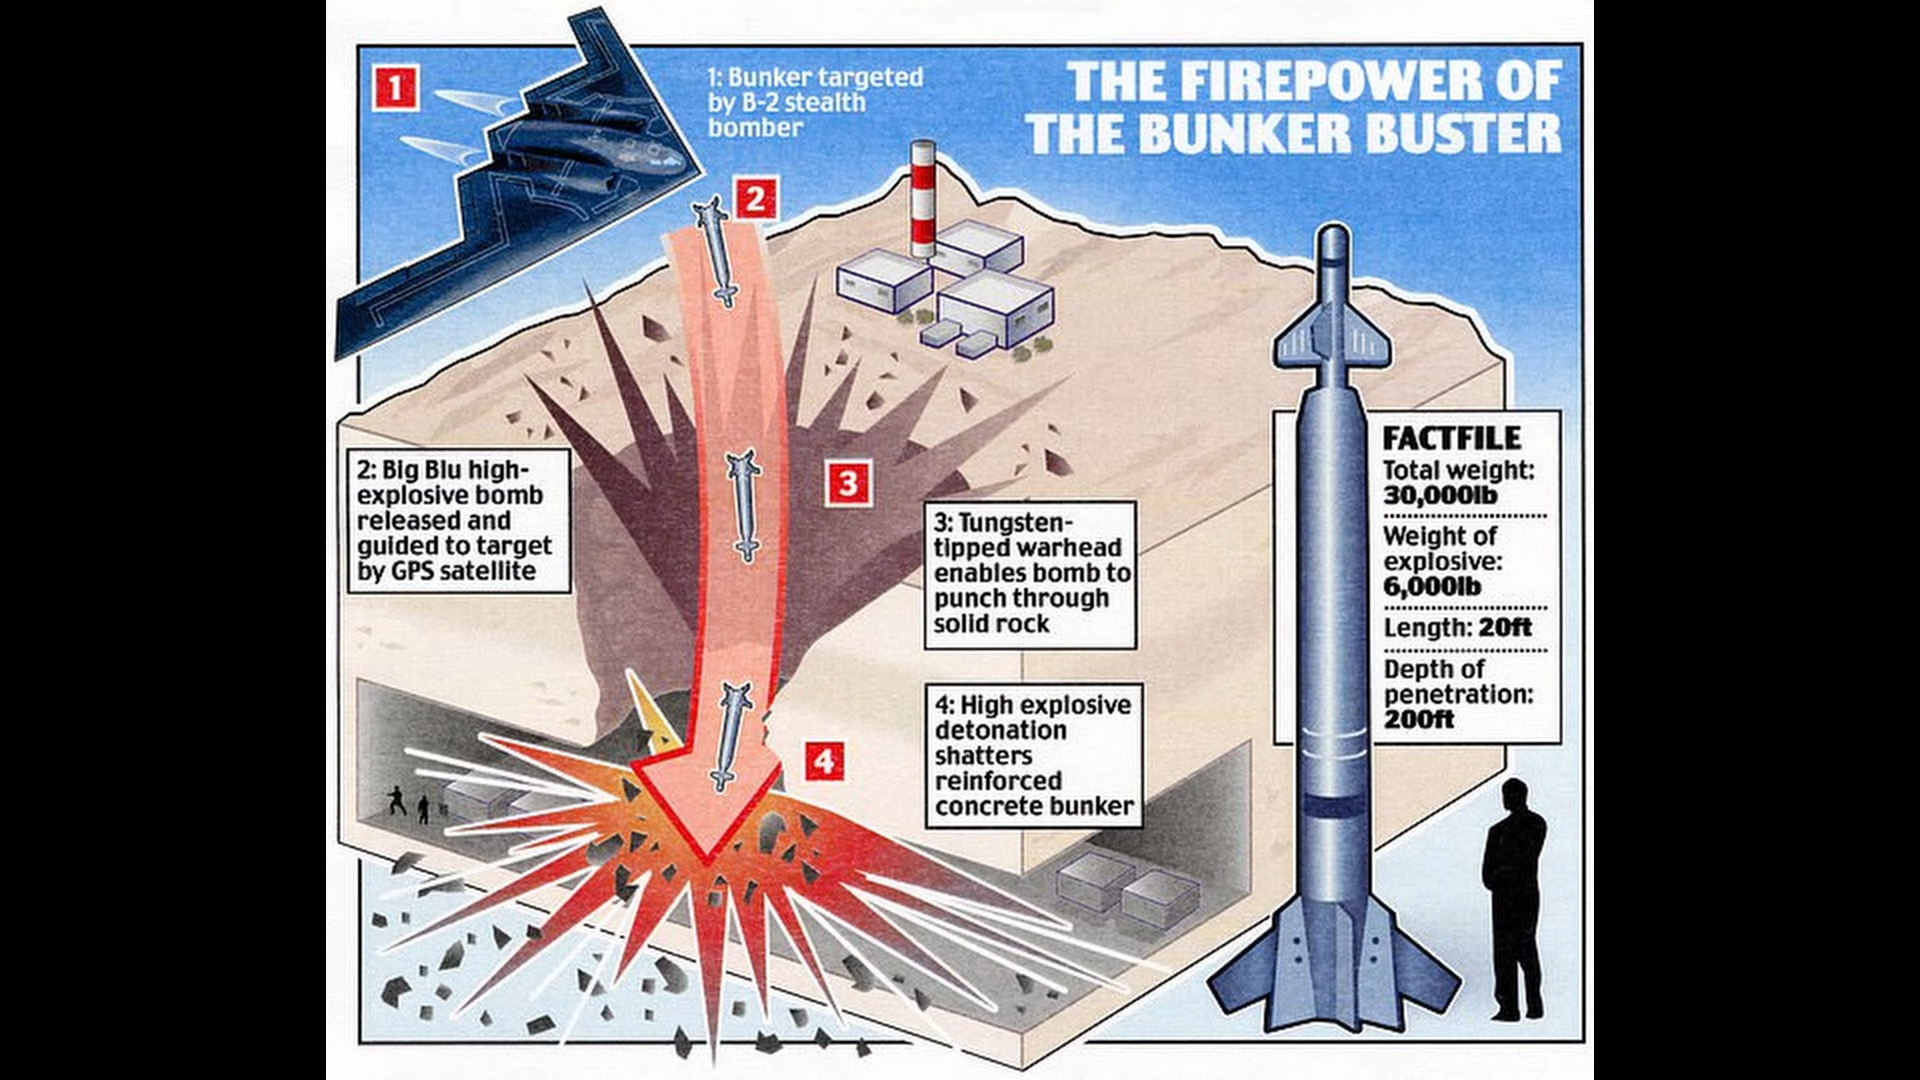 THE FIREPOWER OF
THE BUNKER BUSTER
1
1: Bunker targeted
by B-2 stealth
bomber
2
2: Big Blu high-
explosive bomb
released and
guided to target
by GPS satellite
3
3: Tungsten-
tipped warhead
enables bomb to
punch through
solid rock
4
4: High explosive
detonation
shatters
reinforced
concrete bunker
FACTFILE
Total weight:
30,000lb
Weight of
explosive:
6,000lb
Length: 20ft
Depth of
penetration:
200ft